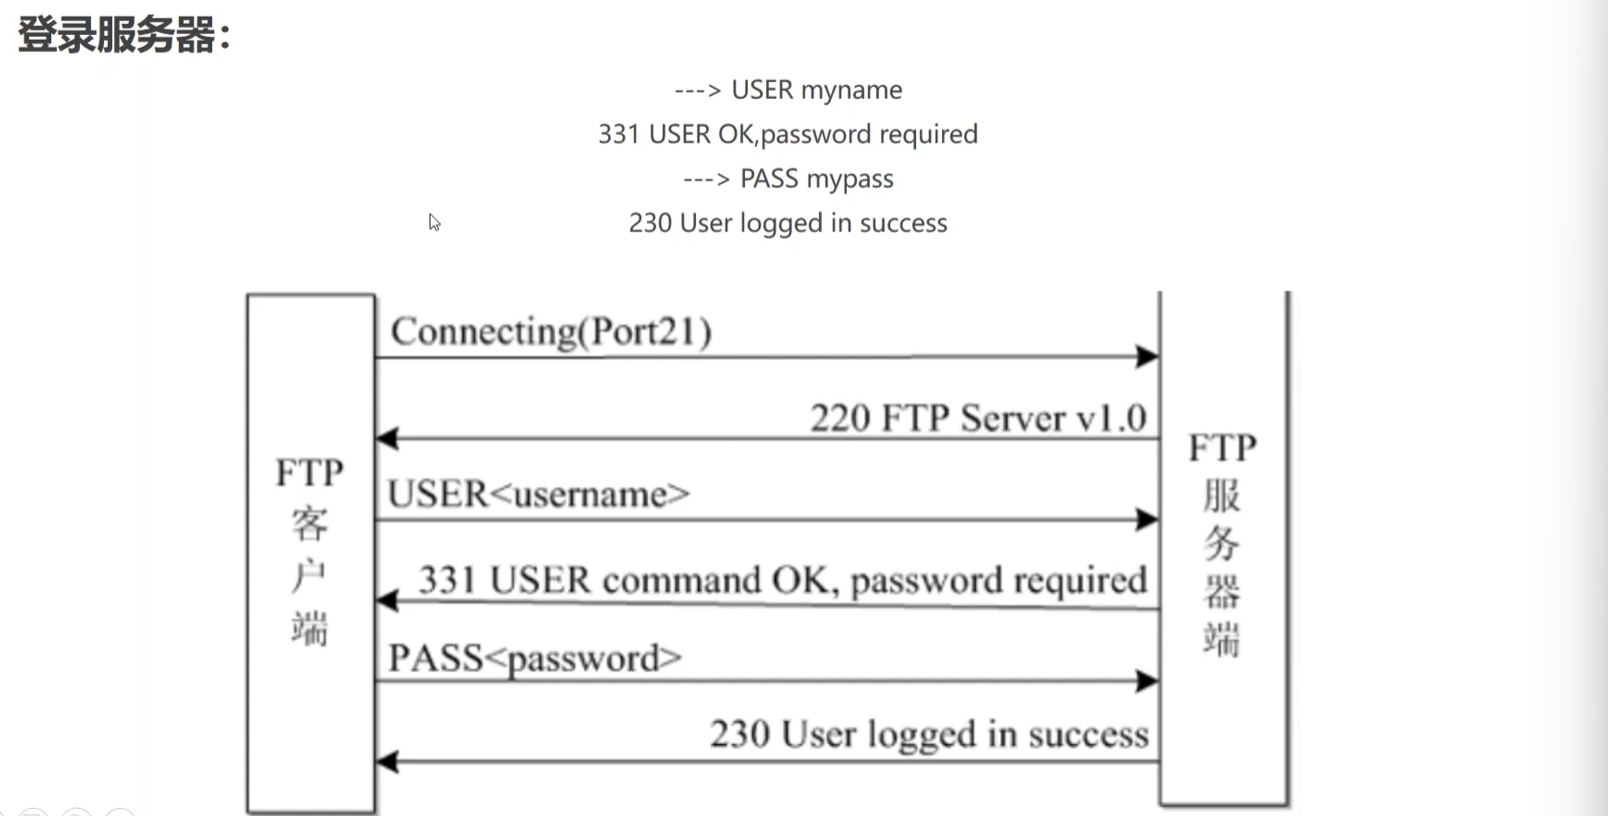 登录服务器：
---> USER myname
331 USER OK,password required
---> PASS mypass
230 User logged in success
Connecting(Port21)
220 FTP Server v1.0
USER<username>
331 USER command OK, password required
PASS<password>
230 User logged in success
FTP
客
户
端
FTP
服
务
器
端